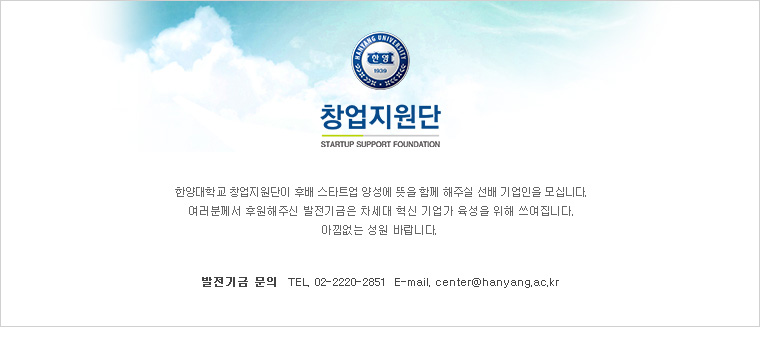 HANYANG UNIVERSITY
한양
1939
창업지원단
STARTUP SUPPORT FOUNDATION
한양대학교 창업지원단이 후배 스타트업 양성에 뜻을 함께 해주실 선배 기업인을 모십니다.
여러분께서 후원해주신 발전기금은 차세대 혁신 기업가 육성을 위해 쓰여집니다.
아낌없는 성원 바랍니다.
발전기금 문의 TEL. 02-2220-2851 E-mail. center@hanyang.ac.kr